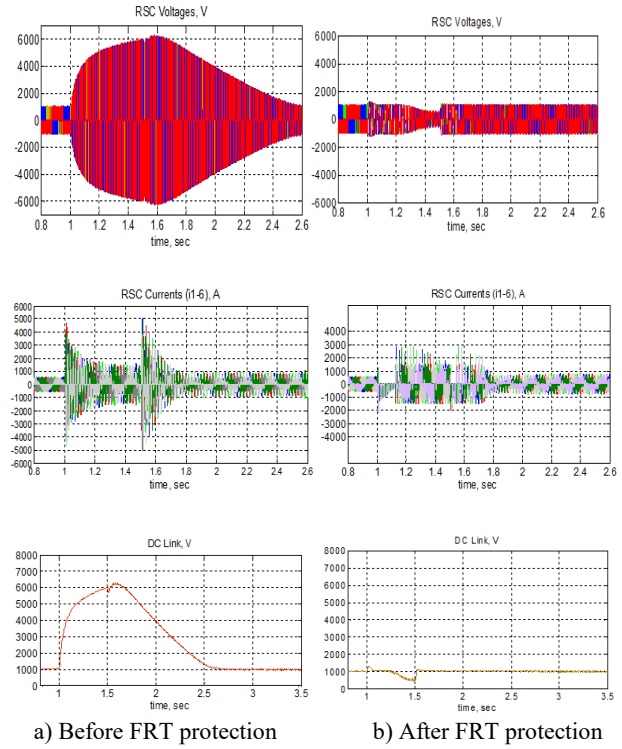 RSC Voltages, V
6000
4000
2000
0
-2000
-4000
-6000
0.8 1 1.2 1.4 1.6 1.8 2 2.2 2.4 2.6
time, sec
RSC Voltages, V
6000
4000
2000
0
-2000
-4000
-6000
0.8 1 1.2 1.4 1.6 1.8 2 2.2 2.4 2.6
time, sec
RSC Currents (i1-6), A
6000
5000
4000
3000
2000
1000
0
-1000
-2000
-3000
-4000
-5000
-6000
0.8 1 1.2 1.4 1.6 1.8 2 2.2 2.4 2.6
time, sec
RSC Currents (i1-6), A
4000
3000
2000
1000
0
-1000
-2000
-3000
-4000
0.8 1 1.2 1.4 1.6 1.8 2 2.2 2.4 2.6
time, sec
DC Link, V
8000
7000
6000
5000
4000
3000
2000
1000
0
1 1.5 2 2.5 3 3.5
time, sec
DC Link, V
8000
7000
6000
5000
4000
3000
2000
1000
0
1 1.5 2 2.5 3 3.5
time, sec
a) Before FRT protection
b) After FRT protection